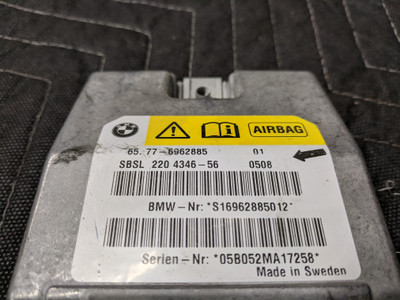 BMW
AIRBAG
65. 77-6962885 01
SBSL 220 4346-56 0508
BMW-Nr: *S16962885012*
Serien-Nr: *05B052MA17258*
Made in Sweden